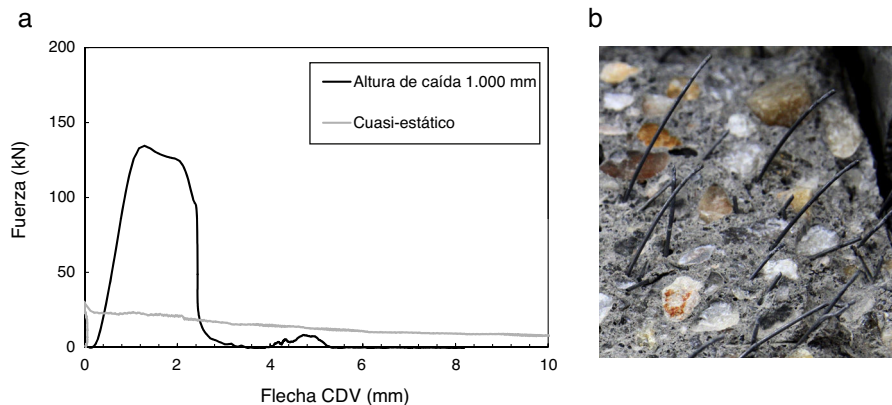 a
200
150
100
50
0
0
2
4
6
8
10
Fuerza (kN)
Flecha CDV (mm)
Altura de caída 1.000 mm
Cuasi-estático
b